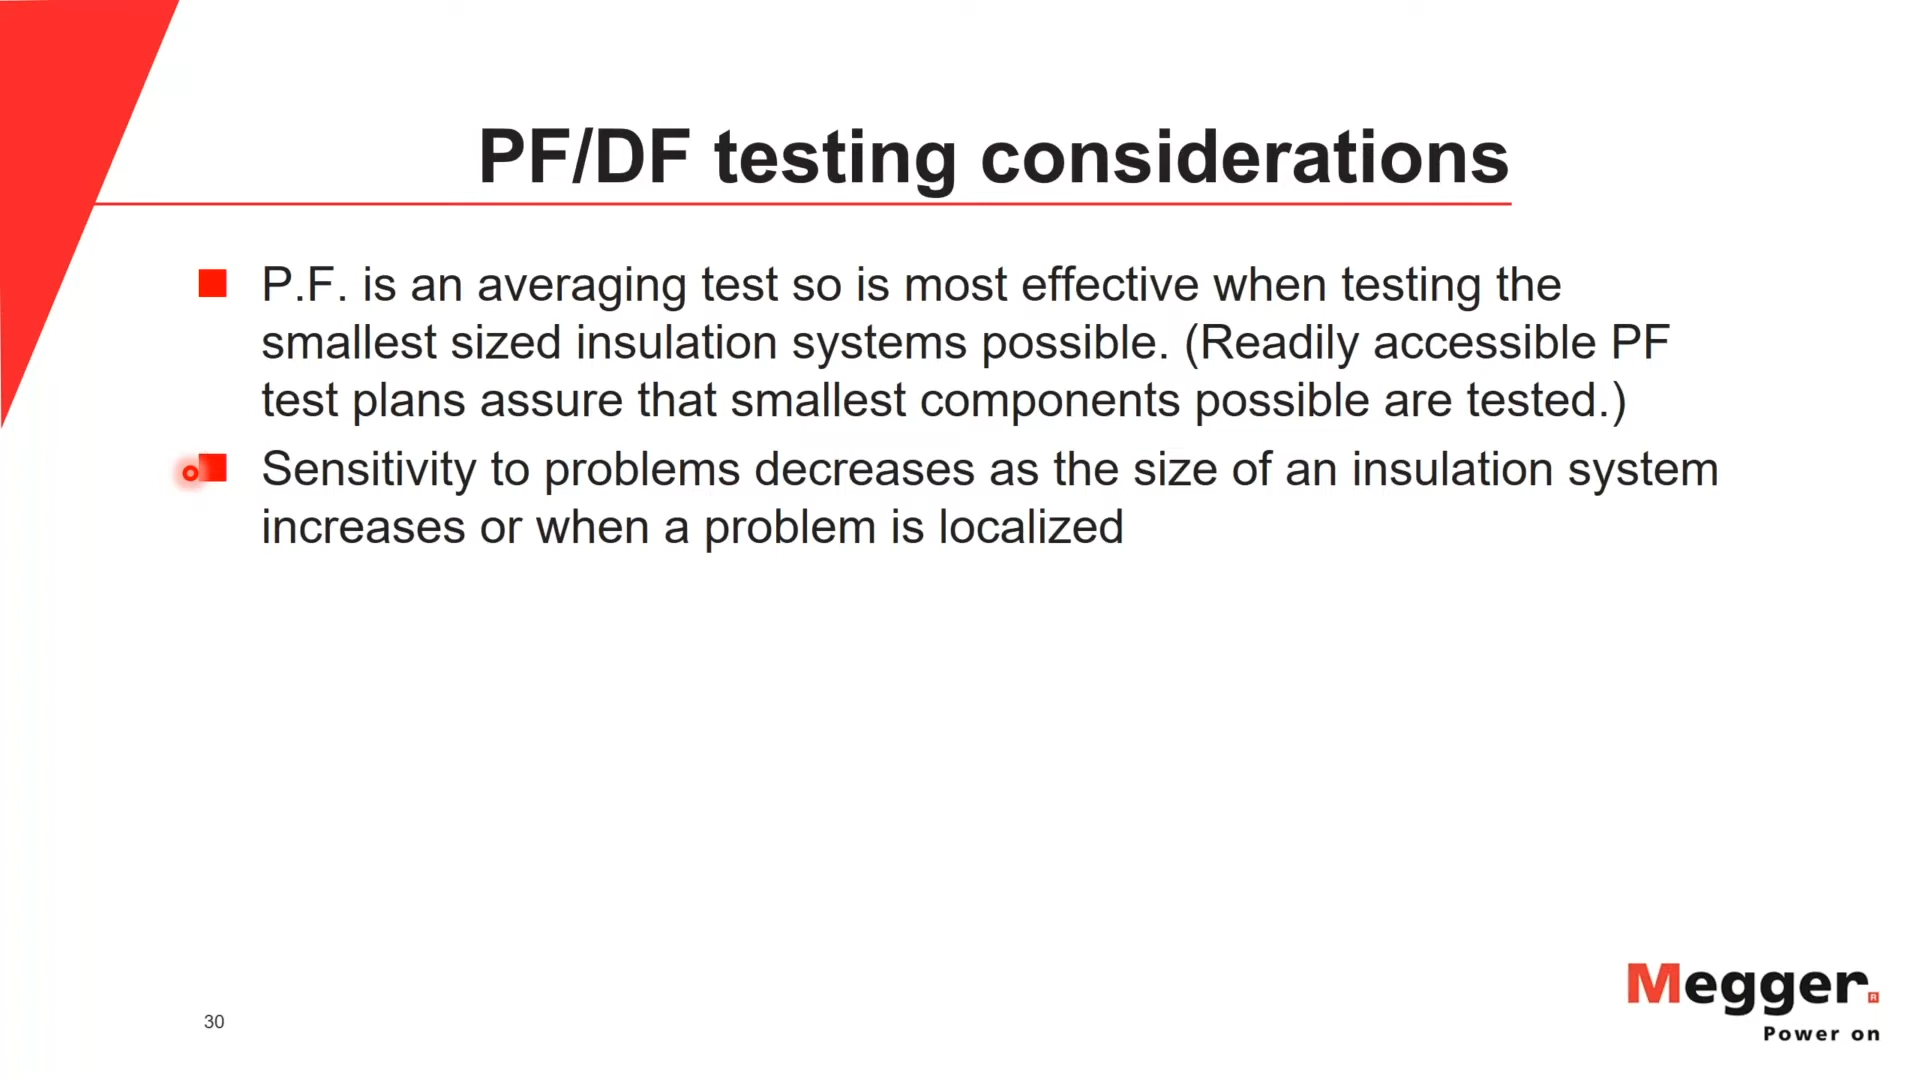 PF/DF testing considerations
P.F. is an averaging test so is most effective when testing the
smallest sized insulation systems possible. (Readily accessible PF
test plans assure that smallest components possible are tested.)
Sensitivity to problems decreases as the size of an insulation system
increases or when a problem is localized
30
Megger®
Power on